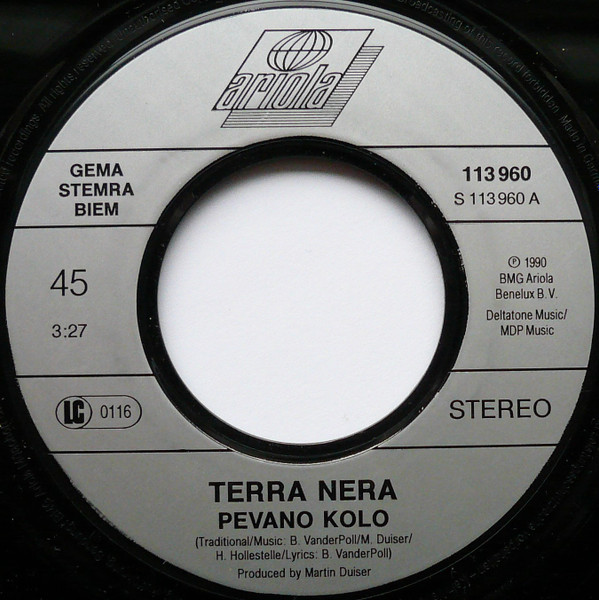 ariola
GEMA
STEMRA
BIEM
113 960
S 113 960 A
45
3:27
℗ 1990
BMG Ariola
Benelux B.V.
Deltatone Music/
MDP Music
LC 0116
STEREO
TERRA NERA
PEVANO KOLO
(Traditional/Music: B. VanderPoll/M. Duiser/
H. Hollestelle/Lyrics: B. VanderPoll)
Produced by Martin Duiser